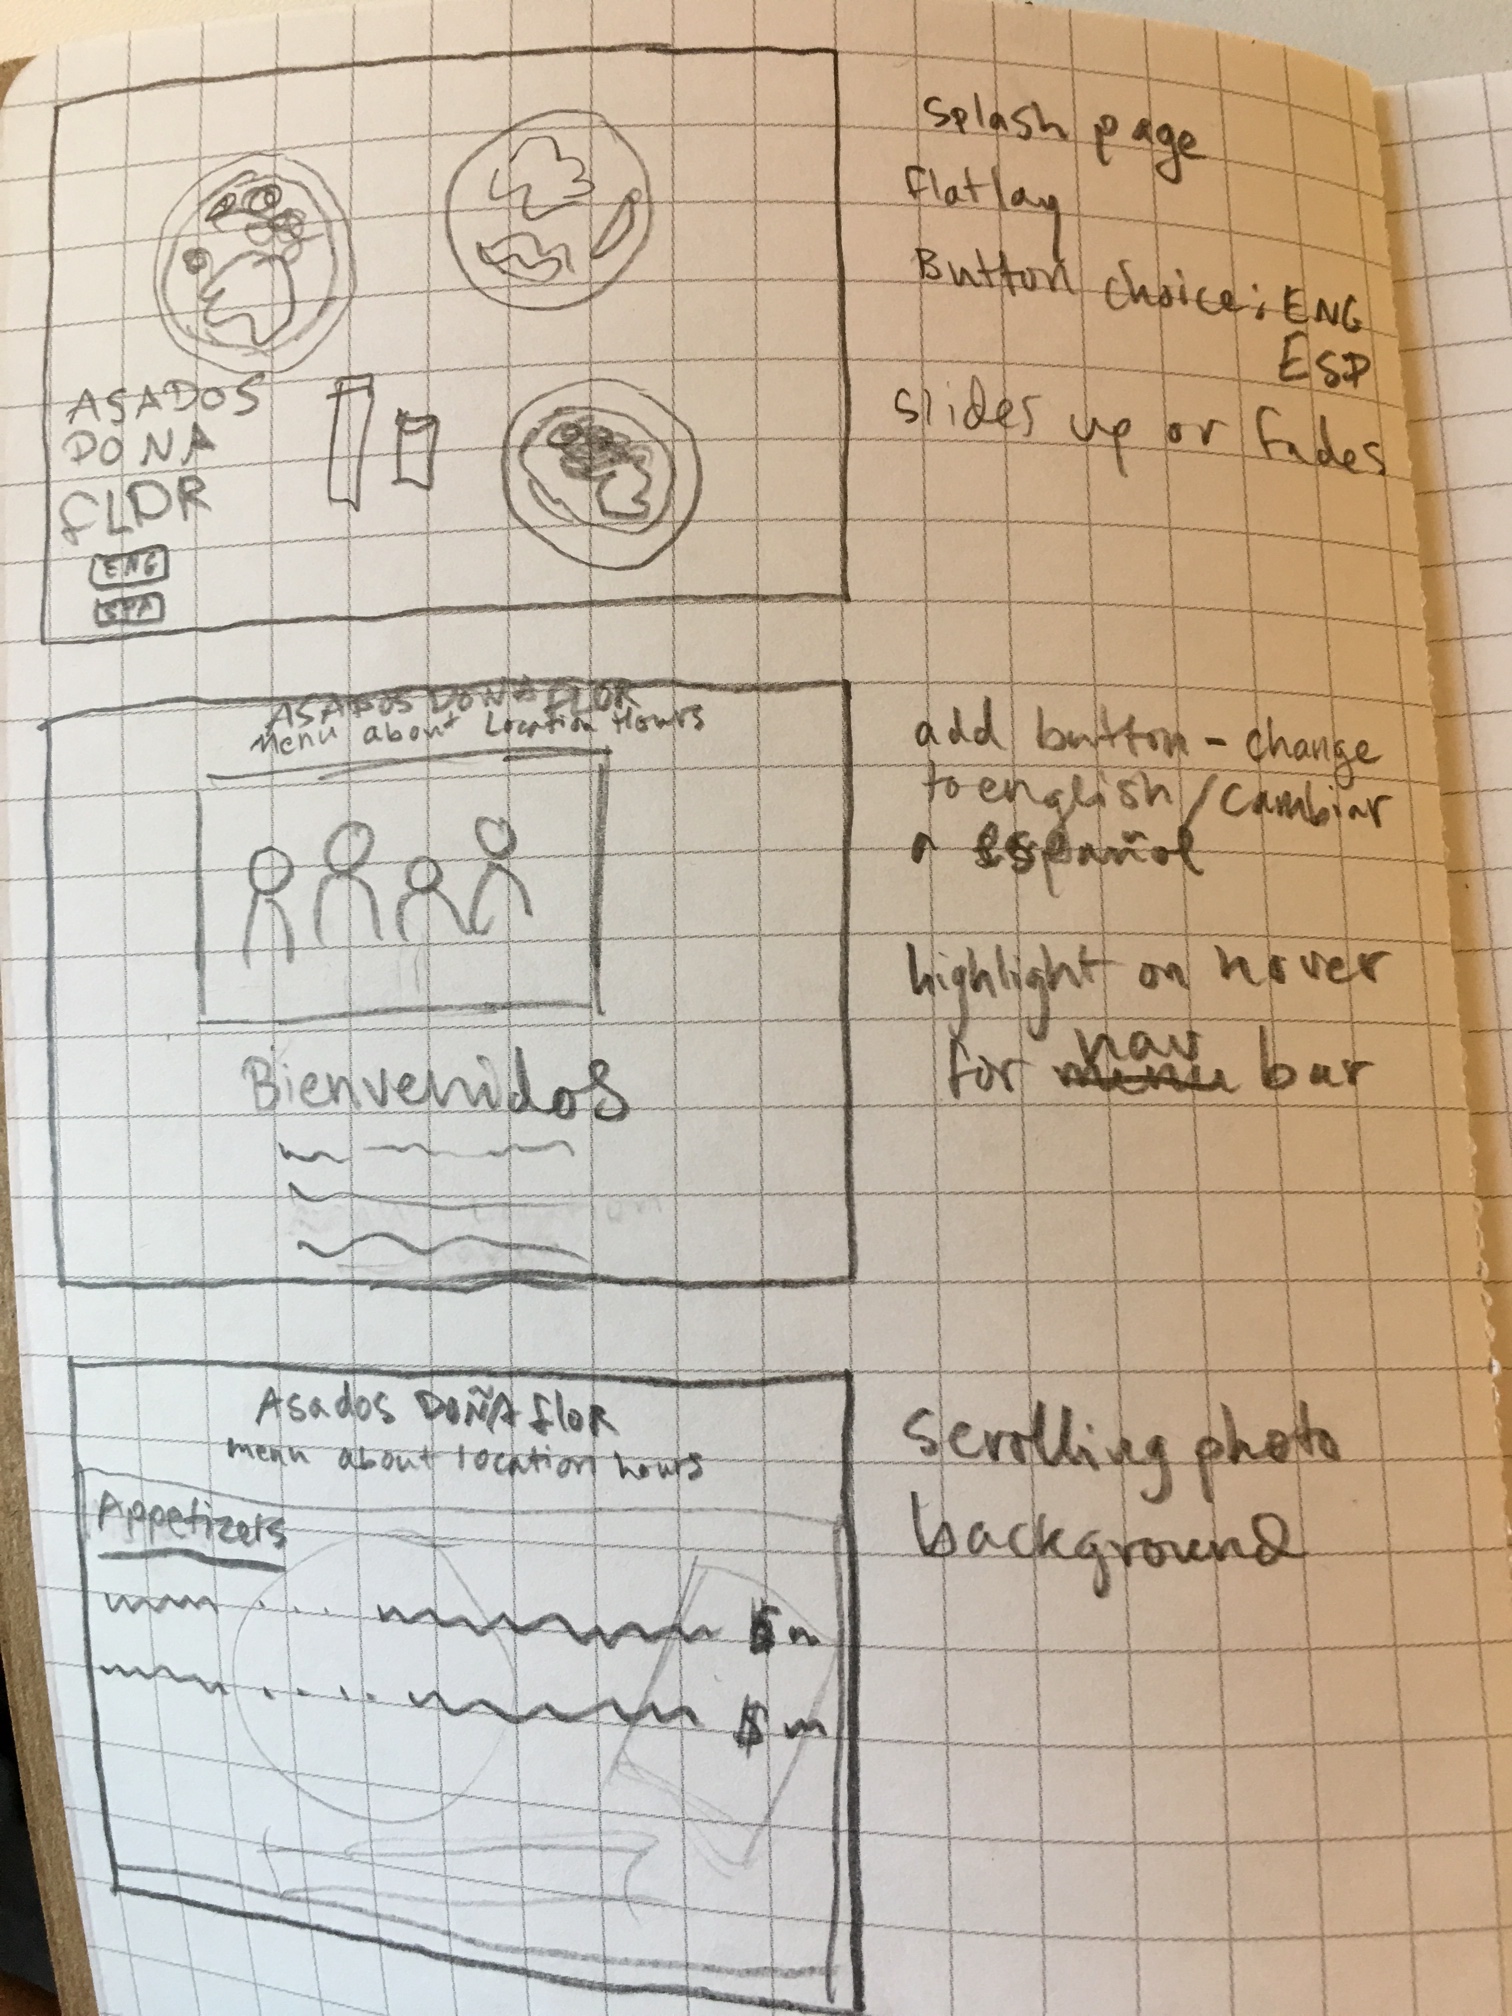 Splash page
flatlay
Button choice: ENG
ESP
slides up or fades
ASADOS
DONA
FLOR
ENG
SPA
ASADOS DONA FLOR
Menu about Location Hours
Bienvenidos
add button - change
to english / cambiar
a Español
highlight on hover
nav
for menu bar
Asados DOÑA floR
menu about location hours
Appetizers
$
$
scrolling photo
background